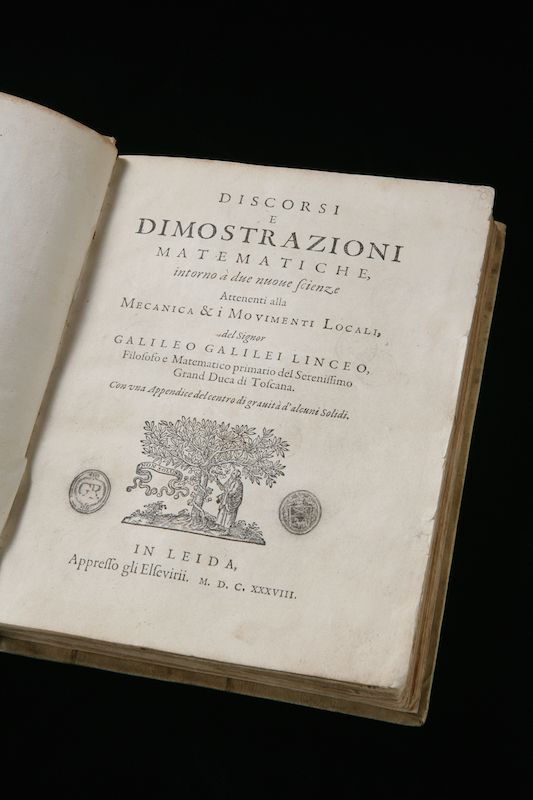 DISCORSI
E
DIMOSTRAZIONI
MATEMATICHE,
intorno à due nuoue ſcienze
Attenenti alla
MECANICA & i MOVIMENTI LOCALI,
del Signor
GALILEO GALILEI LINCEO,
Filoſofo e Matematico primario del Sereniſſimo
Grand Duca di Toſcana.
Con vna Appendice del centro di grauità d'alcuni Solidi.
IN LEIDA,
Appreſſo gli Elſevirii. M. D. C. XXXVIII.